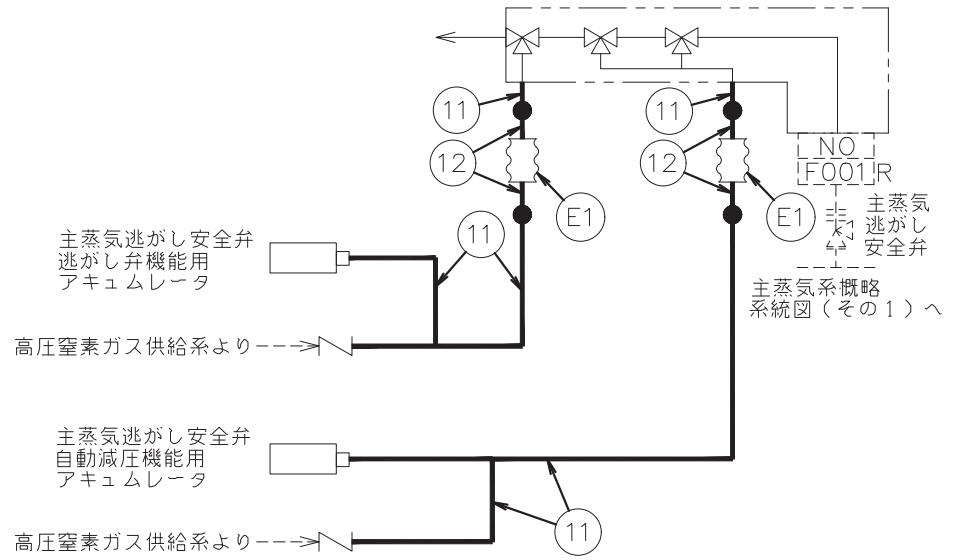 11
11
12
12
NO
F001 R
E1
E1
主蒸気
逃がし
安全弁
11
主蒸気逃がし安全弁
逃がし弁機能用
アキュムレータ
主蒸気系概略
系統図(その1)へ
高圧窒素ガス供給系より
主蒸気逃がし安全弁
自動減圧機能用
アキュムレータ
11
高圧窒素ガス供給系より